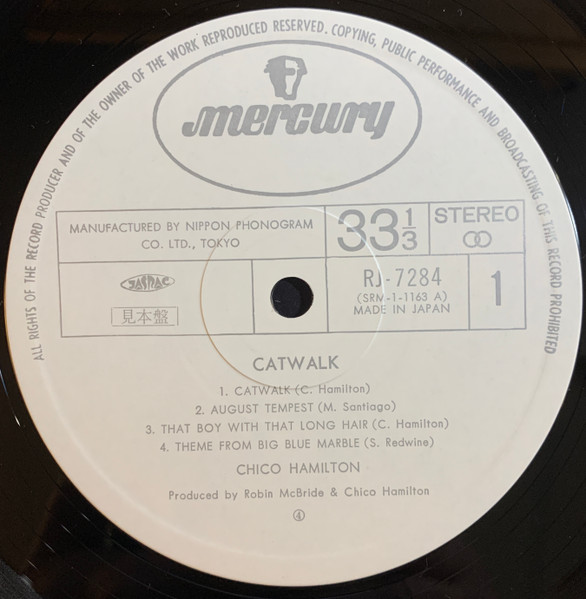 ALL RIGHTS OF THE RECORD PRODUCER AND OF THE OWNER OF THE WORK REPRODUCED RESERVED. COPYING, PUBLIC PERFORMANCE AND BROADCASTING OF THIS RECORD PROHIBITED
mercury
MANUFACTURED BY NIPPON PHONOGRAM
CO. LTD., TOKYO
33 1/3
STEREO
JASRAC
見本盤
RJ-7284
(SRM-1-1163 A)
MADE IN JAPAN
1
CATWALK
1. CATWALK (C. Hamilton)
2. AUGUST TEMPEST (M. Santiago)
3. THAT BOY WITH THAT LONG HAIR (C. Hamilton)
4. THEME FROM BIG BLUE MARBLE (S. Redwine)
CHICO HAMILTON
Produced by Robin McBride & Chico Hamilton
④